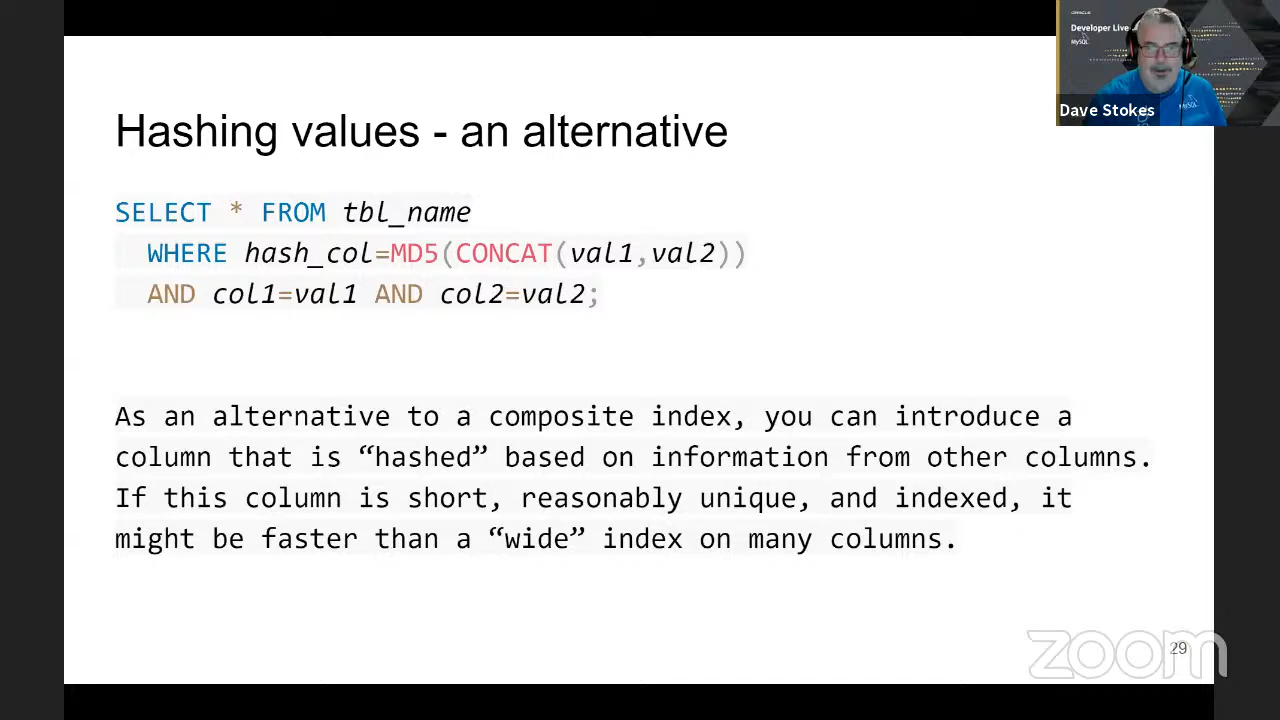 ORACLE
Developer Live
MySQL
MySQL
Dave Stokes
Hashing values - an alternative
SELECT * FROM tbl_name
WHERE hash_col=MD5(CONCAT(val1,val2))
AND col1=val1 AND col2=val2;
As an alternative to a composite index, you can introduce a
column that is “hashed” based on information from other columns.
If this column is short, reasonably unique, and indexed, it
might be faster than a “wide” index on many columns.
zoom
29